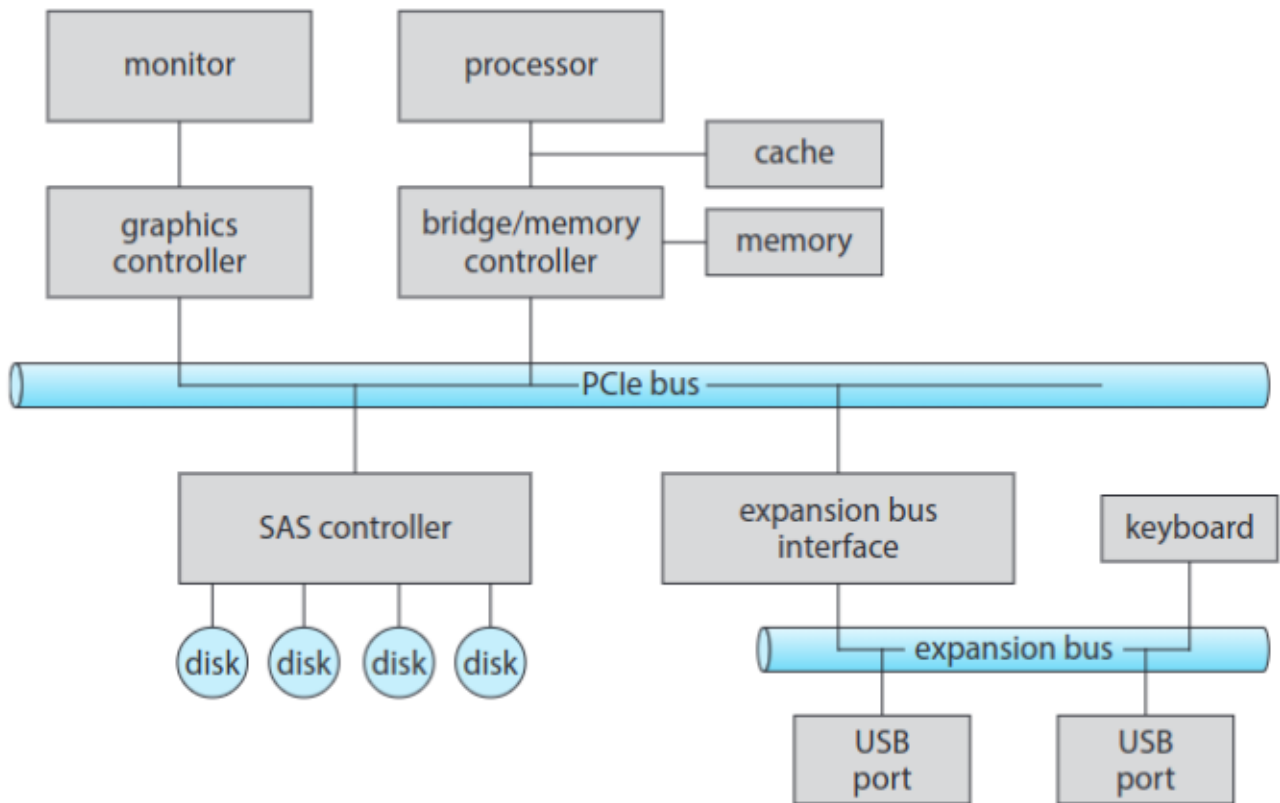 monitor
processor
cache
graphics
controller
bridge/memory
controller
memory
PCIe bus
SAS controller
expansion bus
interface
keyboard
disk
disk
disk
disk
expansion bus
USB
port
USB
port